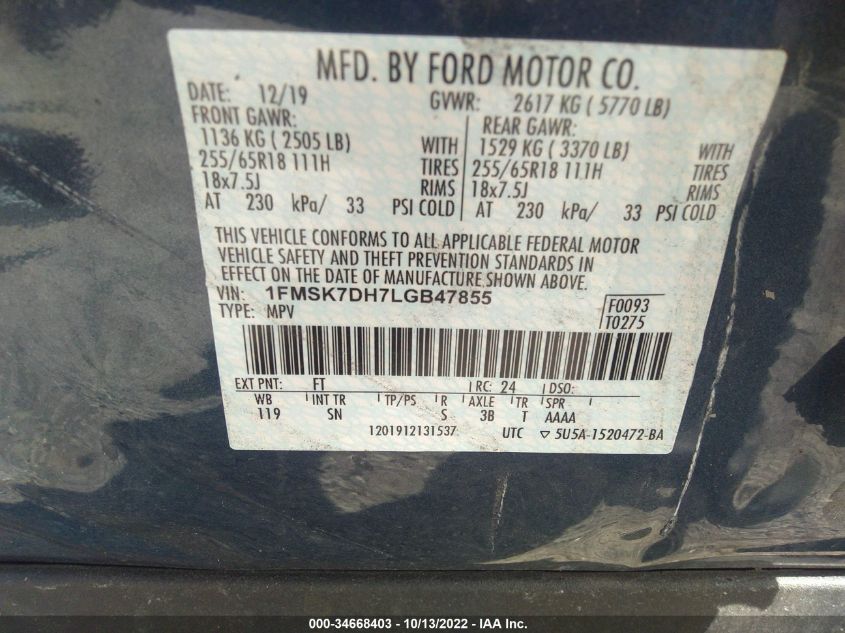 MFD. BY FORD MOTOR CO.
DATE: 12/19 GVWR: 2617 KG ( 5770 LB)
FRONT GAWR: REAR GAWR:
1136 KG ( 2505 LB) WITH 1529 KG ( 3370 LB) WITH
255/65R18 111H TIRES 255/65R18 111H TIRES
18x7.5J RIMS 18x7.5J RIMS
AT 230 kPa/ 33 PSI COLD AT 230 kPa/ 33 PSI COLD
THIS VEHICLE CONFORMS TO ALL APPLICABLE FEDERAL MOTOR
VEHICLE SAFETY AND THEFT PREVENTION STANDARDS IN
EFFECT ON THE DATE OF MANUFACTURE SHOWN ABOVE.
VIN: 1FMSK7DH7LGB47855 F0093
TYPE: MPV T0275
EXT PNT: FT RC: 24 DSO:
WB INT TR TP/PS R AXLE TR SPR
119 SN S 3B T AAAA
1201912131537 UTC ▽ 5U5A-1520472-BA
000-34668403 - 10/13/2022 - IAA Inc.